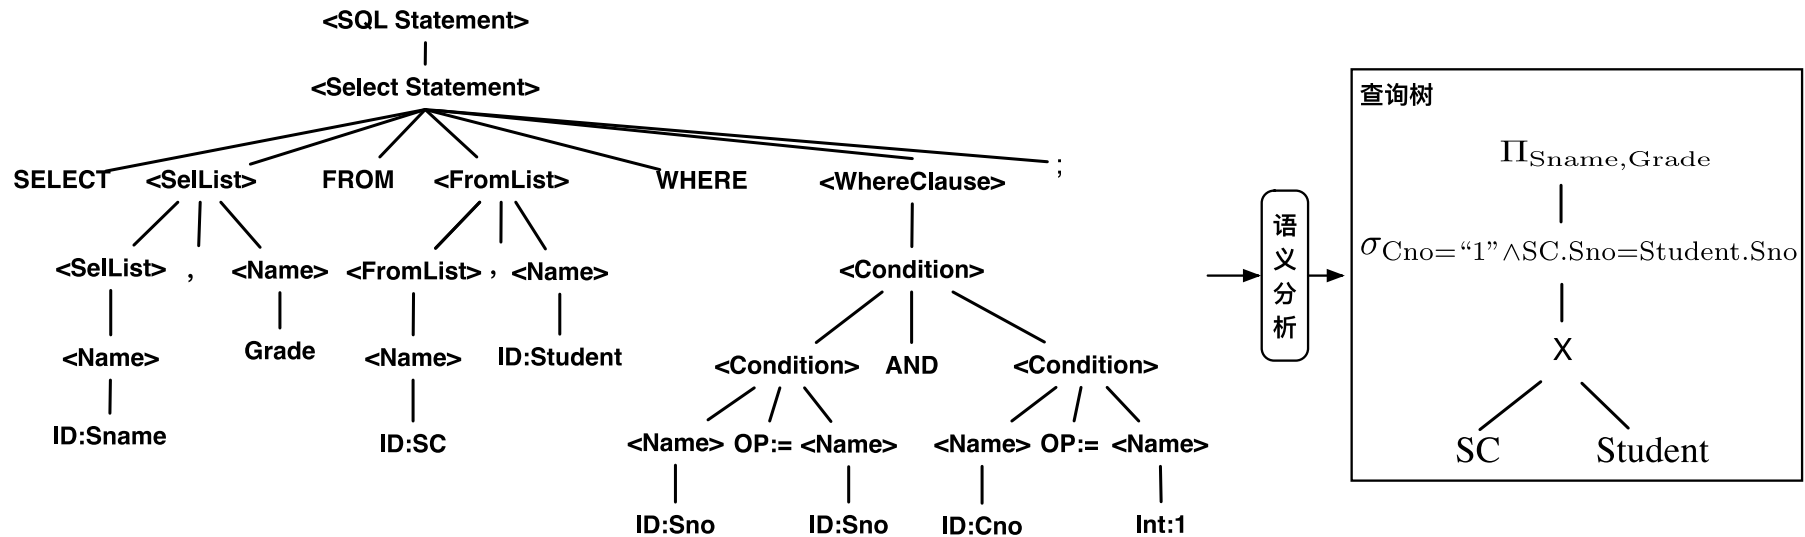 <SQL Statement>
<Select Statement>
SELECT <SelList> FROM <FromList> WHERE <WhereClause> ;
<SelList> , <Name> <FromList> , <Name> <Condition>
<Name> Grade <Name> ID:Student <Condition> AND <Condition>
ID:Sname ID:SC <Name> OP:= <Name> <Name> OP:= <Name>
ID:Sno ID:Sno ID:Cno Int:1
语义分析
查询树
Π Sname,Grade
σ Cno=“1”∧SC.Sno=Student.Sno
X
SC Student